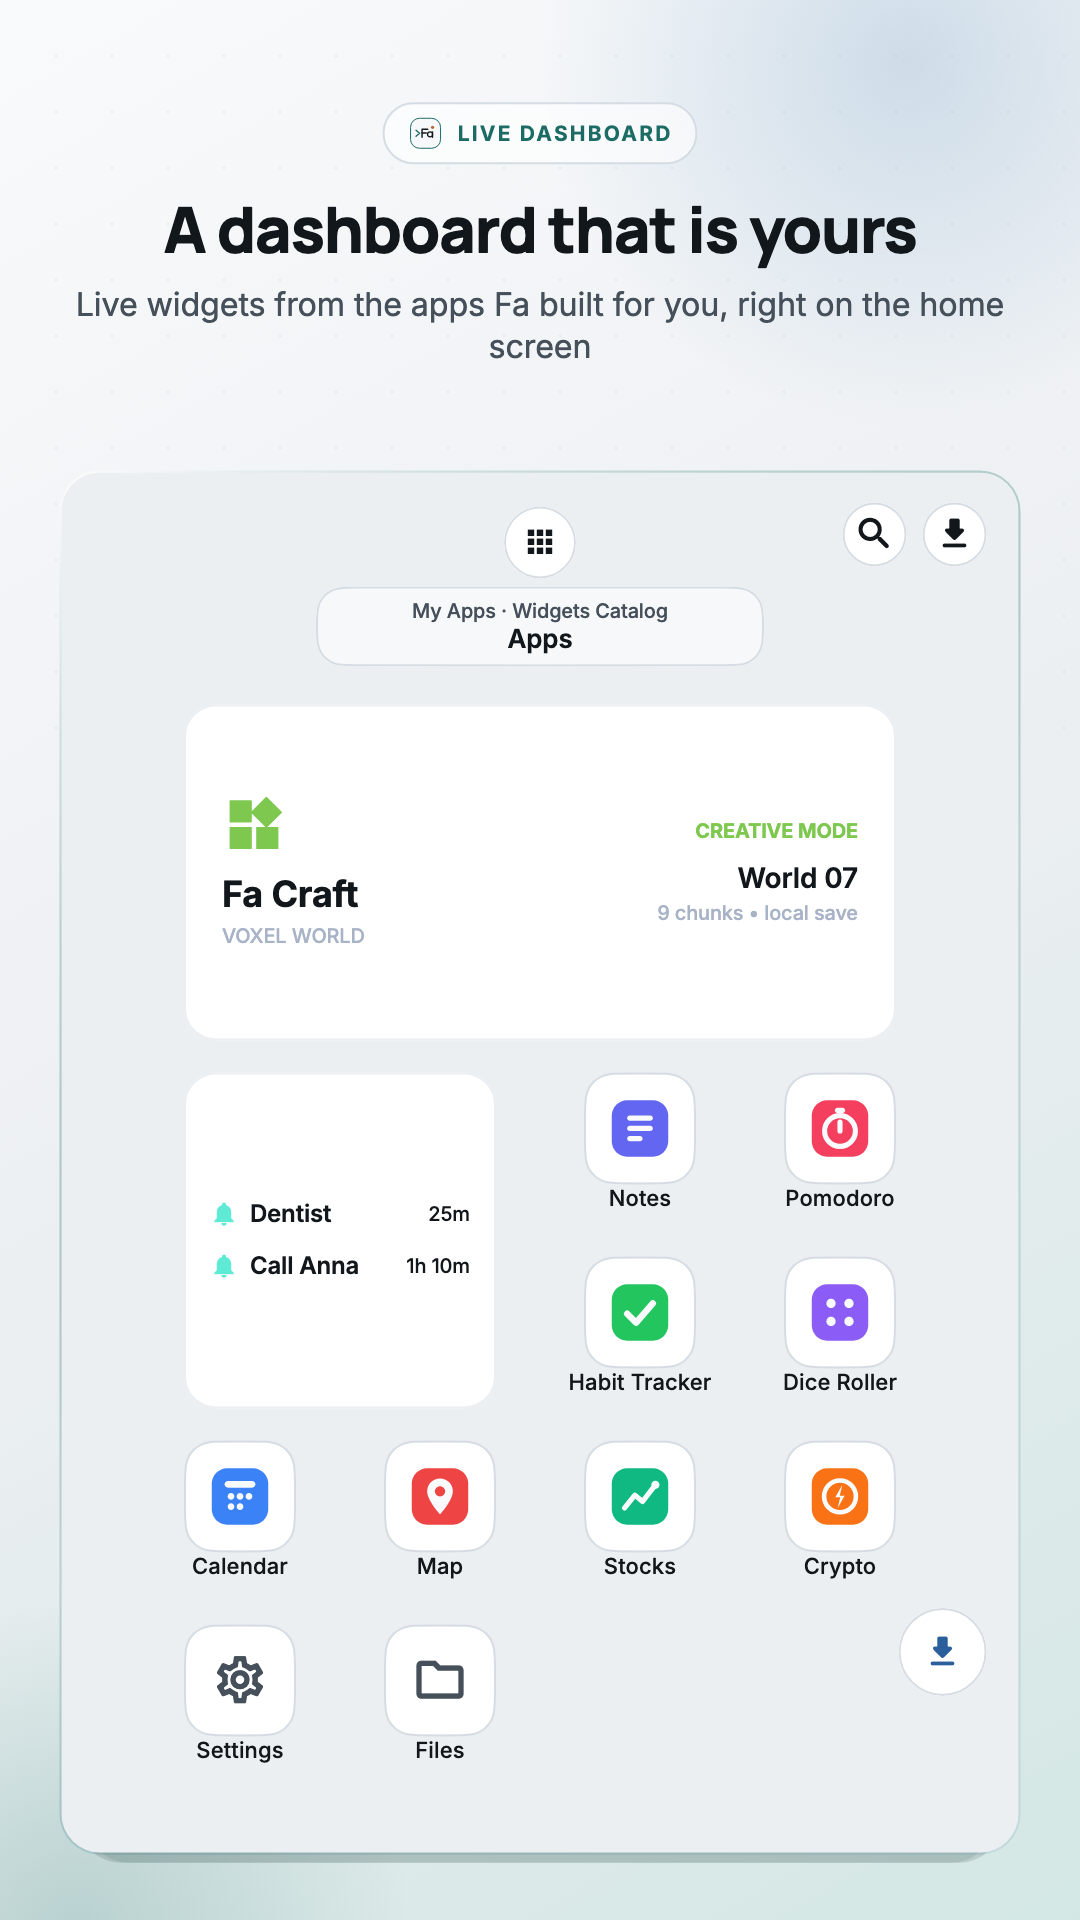 >Fa LIVE DASHBOARD
A dashboard that is yours
Live widgets from the apps Fa built for you, right on the home
screen
My Apps · Widgets Catalog
Apps
Fa Craft
VOXEL WORLD
CREATIVE MODE
World 07
9 chunks • local save
Dentist 25m
Call Anna 1h 10m
Notes
Pomodoro
Habit Tracker
Dice Roller
Calendar
Map
Stocks
Crypto
Settings
Files